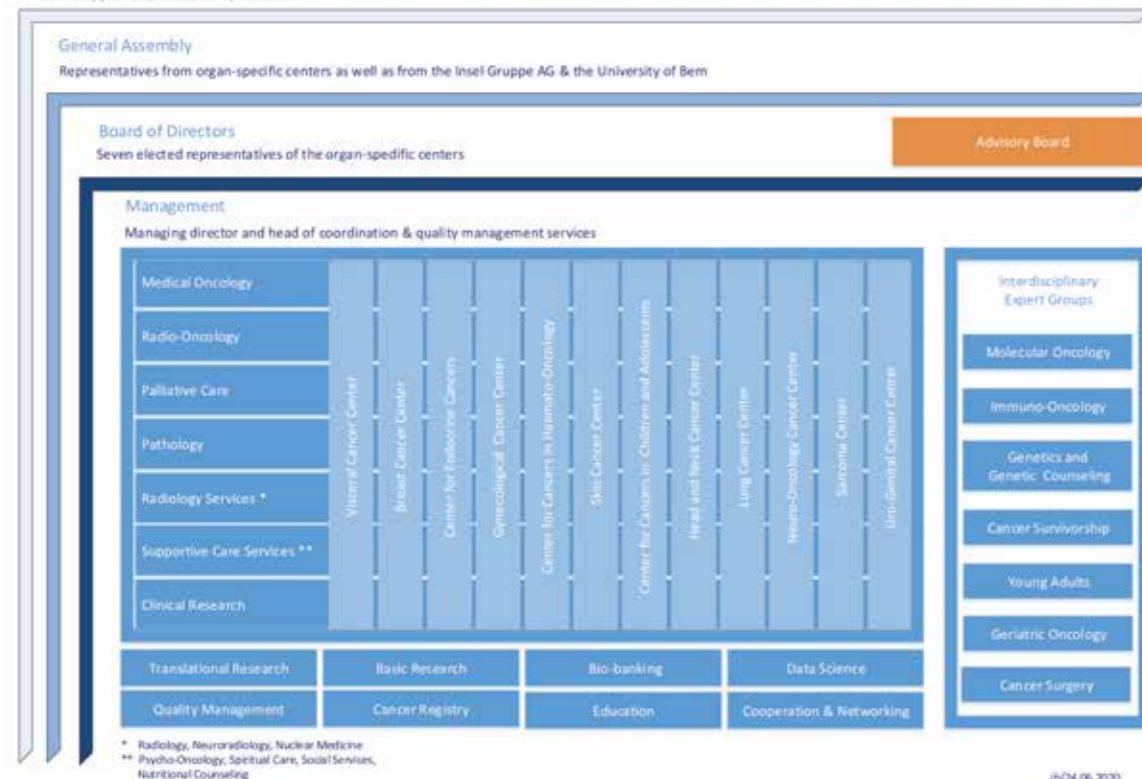 General Assembly
Representatives from organ-specific centers as well as from the Insel Gruppe AG & the University of Bern
Board of Directors
Seven elected representatives of the organ-spedific centers
Advisory Board
Management
Managing director and head of coordination & quality management services
Medical Oncology
Radio-Oncology
Palliative Care
Pathology
Radiology Services *
Supportive Care Services **
Clinical Research
Visceral Cancer Center
Breast Cancer Center
Center for Endocrine Cancers
Gynecological Cancer Center
Center for Cancers in Haemato-Oncology
Skin Cancer Center
Center for Cancers in Children and Adolescents
Head and Neck Cancer Center
Lung Cancer Center
Neuro-Oncology Cancer Center
Sarcoma Center
Uro-Genital Cancer Center
Interdisciplinary
Expert Groups
Molecular Oncology
Immuno-Oncology
Genetics and
Genetic Counseling
Cancer Survivorship
Young Adults
Geriatric Oncology
Cancer Surgery
Translational Research
Basic Research
Bio-banking
Data Science
Quality Management
Cancer Registry
Education
Cooperation & Networking
* Radiology, Neuroradiology, Nuclear Medicine
** Psycho-Oncology, Spiritual Care, Social Services,
Nutritional Counseling
24.06.2020